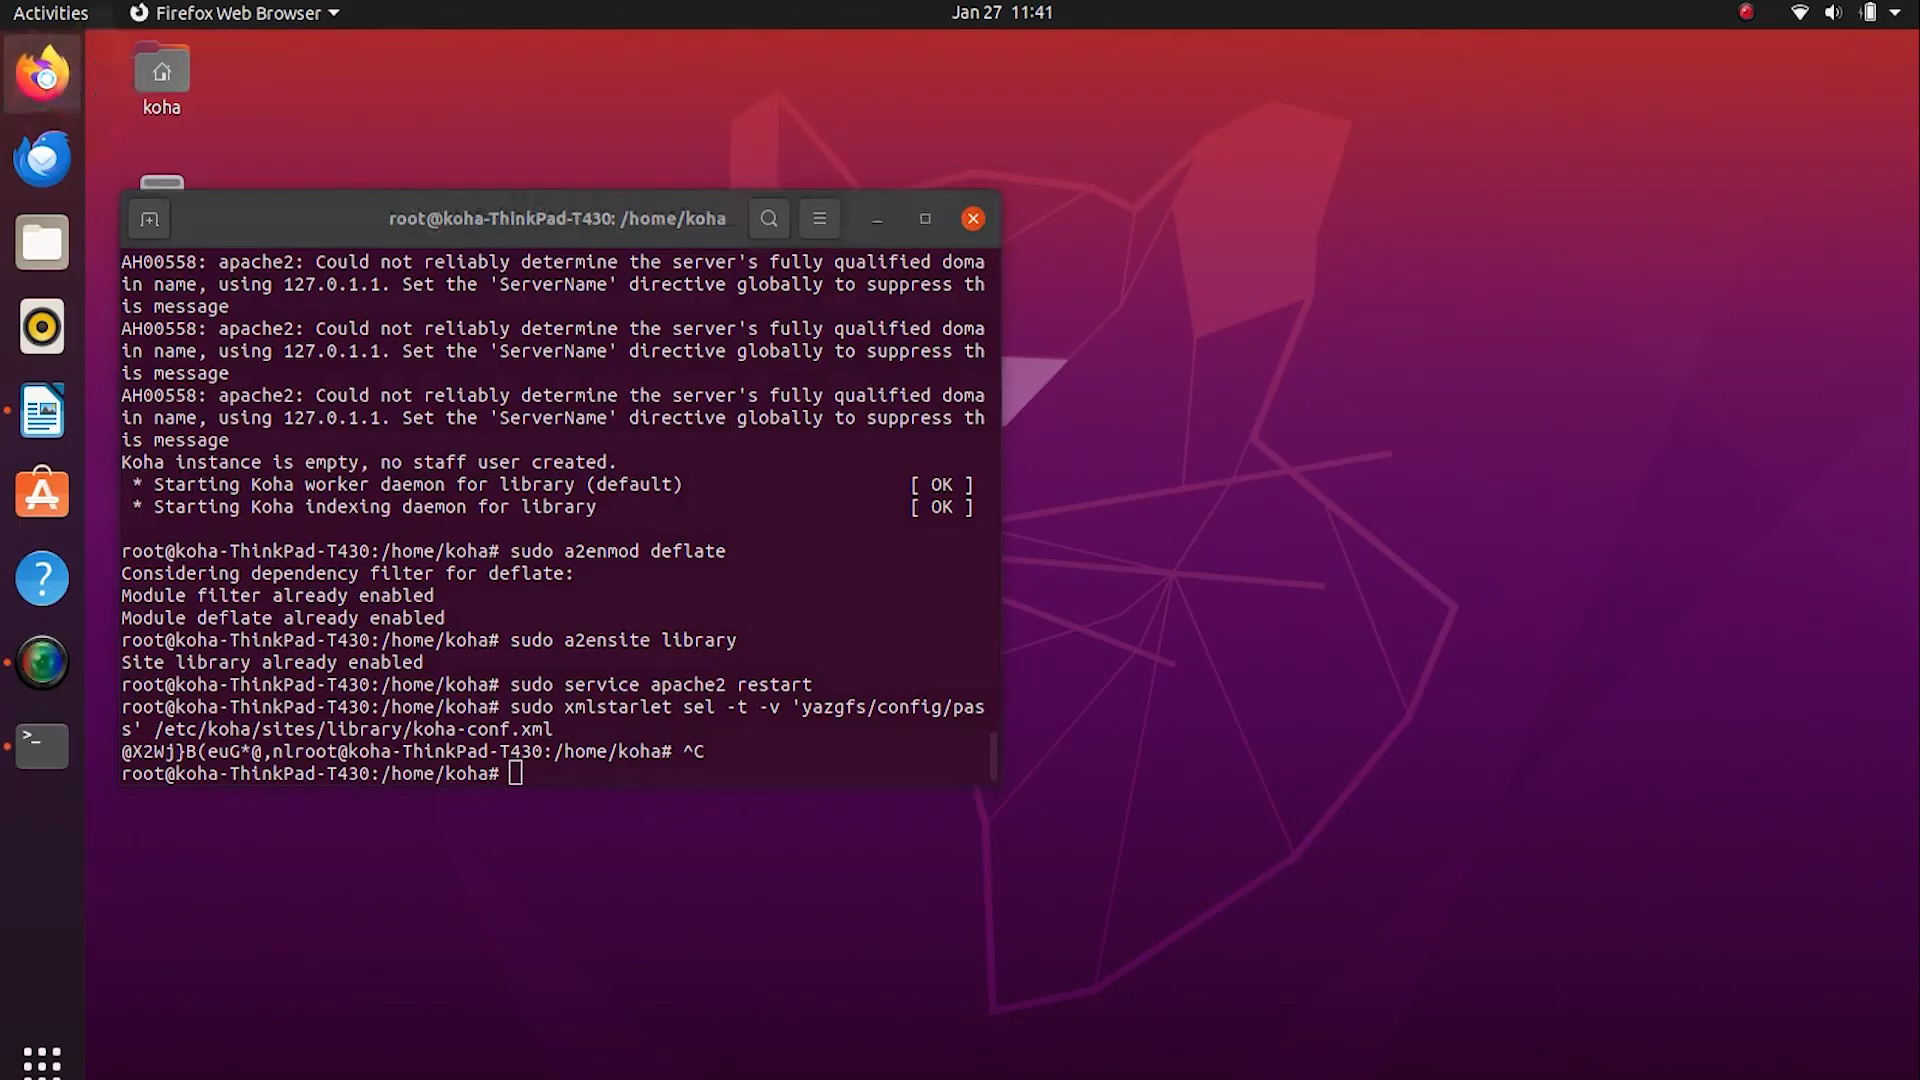 Activities
Firefox Web Browser
Jan 27 11:41
koha
root@koha-ThinkPad-T430: /home/koha
AH00558: apache2: Could not reliably determine the server's fully qualified doma
in name, using 127.0.1.1. Set the 'ServerName' directive globally to suppress th
is message
AH00558: apache2: Could not reliably determine the server's fully qualified doma
in name, using 127.0.1.1. Set the 'ServerName' directive globally to suppress th
is message
AH00558: apache2: Could not reliably determine the server's fully qualified doma
in name, using 127.0.1.1. Set the 'ServerName' directive globally to suppress th
is message
Koha instance is empty, no staff user created.
* Starting Koha worker daemon for library (default) [ OK ]
* Starting Koha indexing daemon for library [ OK ]
root@koha-ThinkPad-T430:/home/koha# sudo a2enmod deflate
Considering dependency filter for deflate:
Module filter already enabled
Module deflate already enabled
root@koha-ThinkPad-T430:/home/koha# sudo a2ensite library
Site library already enabled
root@koha-ThinkPad-T430:/home/koha# sudo service apache2 restart
root@koha-ThinkPad-T430:/home/koha# sudo xmlstarlet sel -t -v 'yazgfs/config/pas
s' /etc/koha/sites/library/koha-conf.xml
@X2Wj}B(euG*@,nlroot@koha-ThinkPad-T430:/home/koha# ^C
root@koha-ThinkPad-T430:/home/koha#